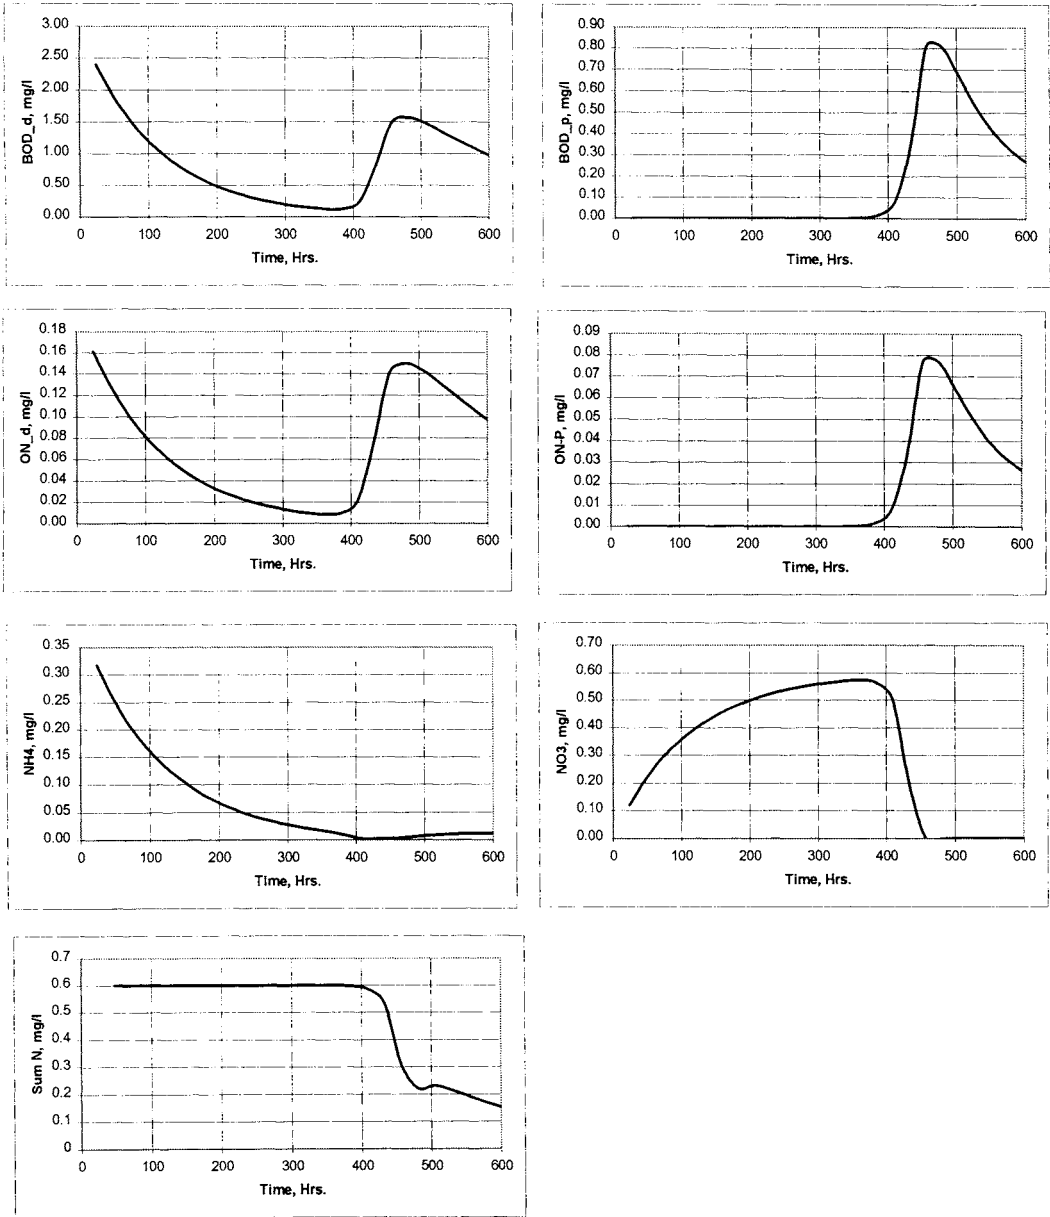 BOD_d, mg/l
3.00
2.50
2.00
1.50
1.00
0.50
0.00
0 100 200 300 400 500 600
Time, Hrs.
BOD_p, mg/l
0.90
0.80
0.70
0.60
0.50
0.40
0.30
0.20
0.10
0.00
0 100 200 300 400 500 600
Time, Hrs.
ON_d, mg/l
0.18
0.16
0.14
0.12
0.10
0.08
0.06
0.04
0.02
0.00
0 100 200 300 400 500 600
Time, Hrs.
ON-P, mg/l
0.09
0.08
0.07
0.06
0.05
0.04
0.03
0.02
0.01
0.00
0 100 200 300 400 500 600
Time, Hrs.
NH4, mg/l
0.35
0.30
0.25
0.20
0.15
0.10
0.05
0.00
0 100 200 300 400 500 600
Time, Hrs.
NO3, mg/l
0.70
0.60
0.50
0.40
0.30
0.20
0.10
0.00
0 100 200 300 400 500 600
Time, Hrs.
Sum N, mg/l
0.7
0.6
0.5
0.4
0.3
0.2
0.1
0
0 100 200 300 400 500 600
Time, Hrs.